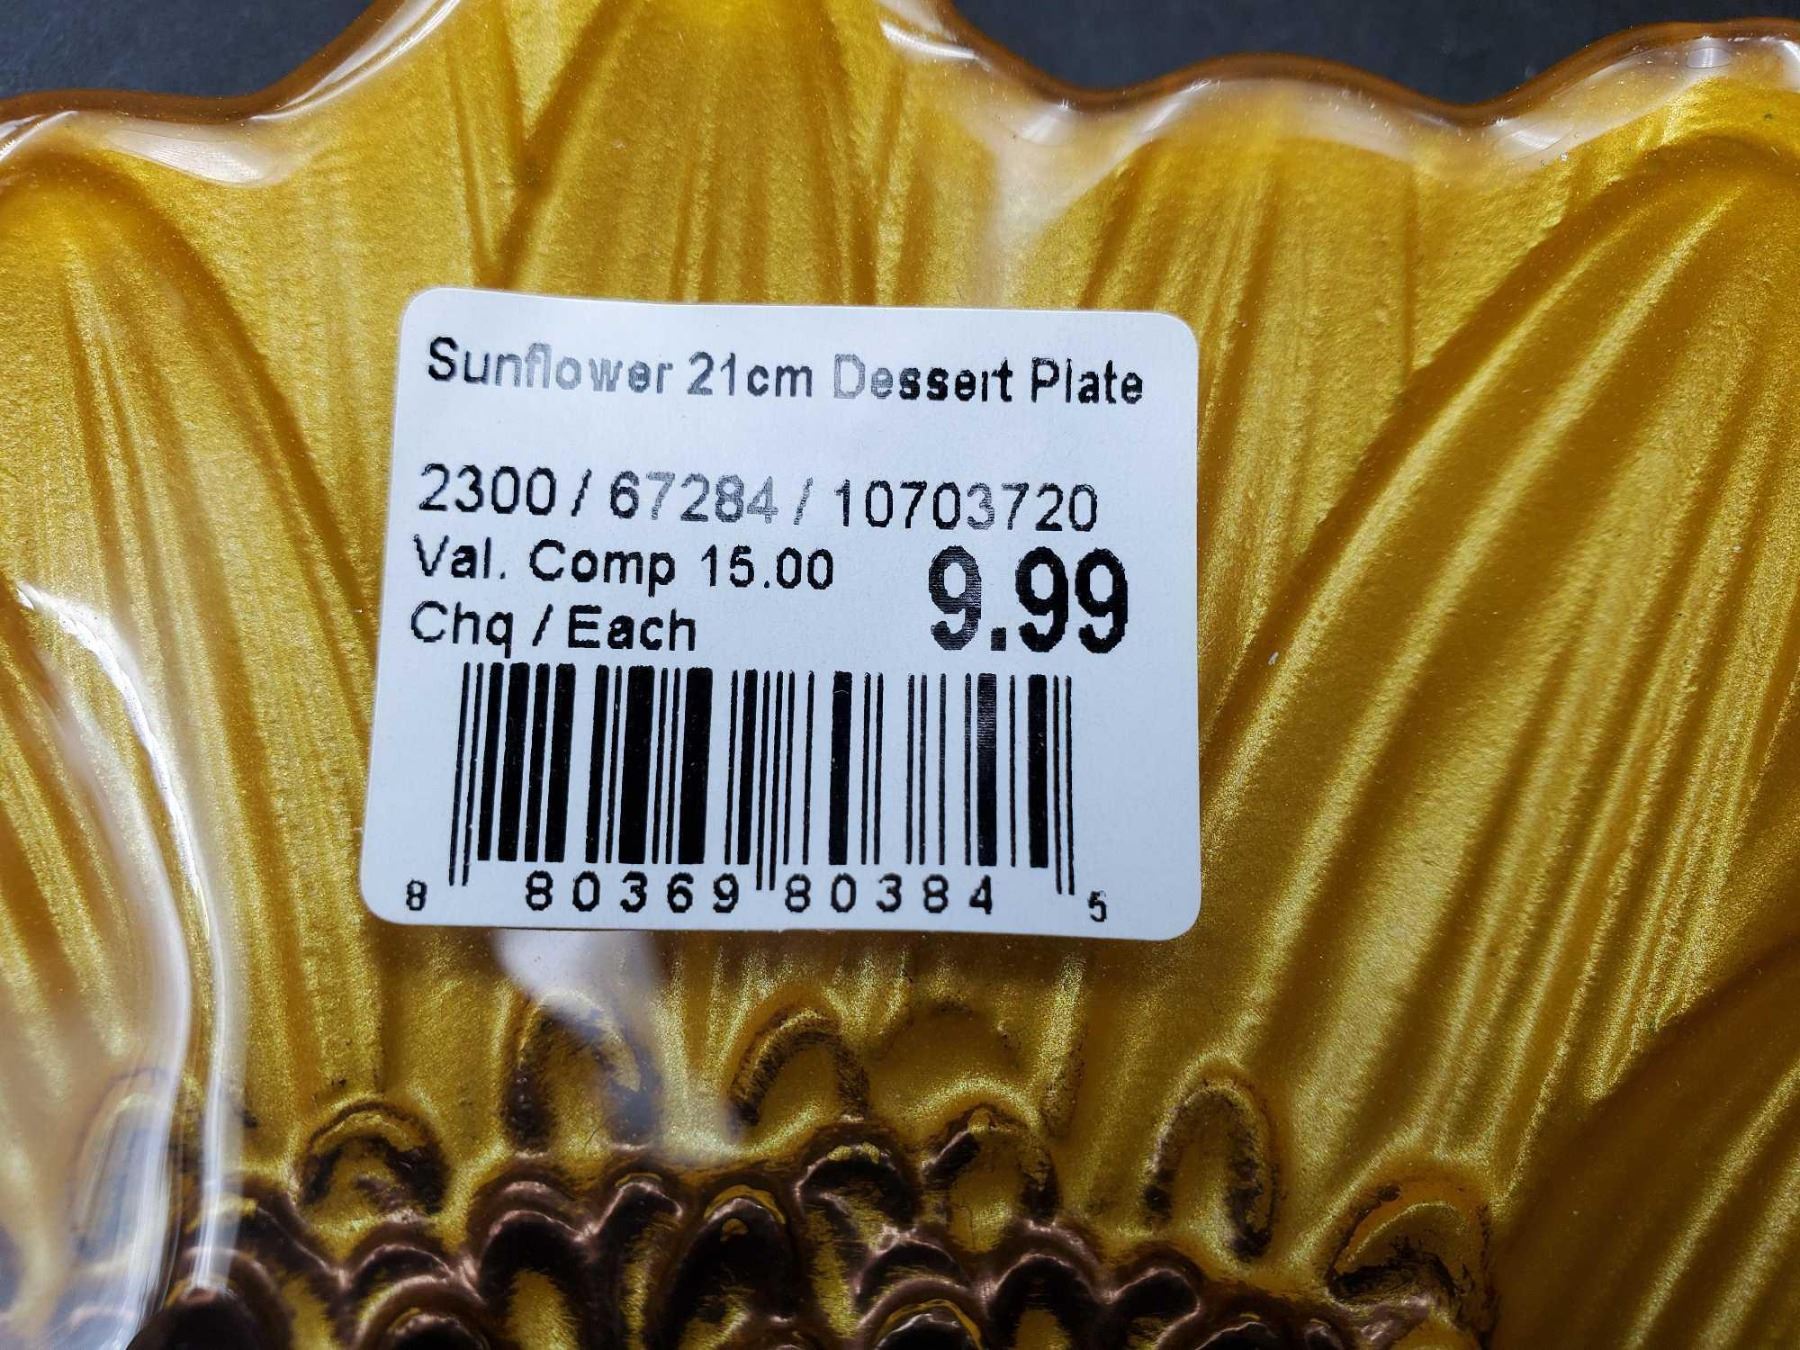 Sunflower 21cm Dessert Plate
2300 / 67284 / 10703720
Val. Comp 15.00 9.99
Chq / Each
8 80369 80384 5